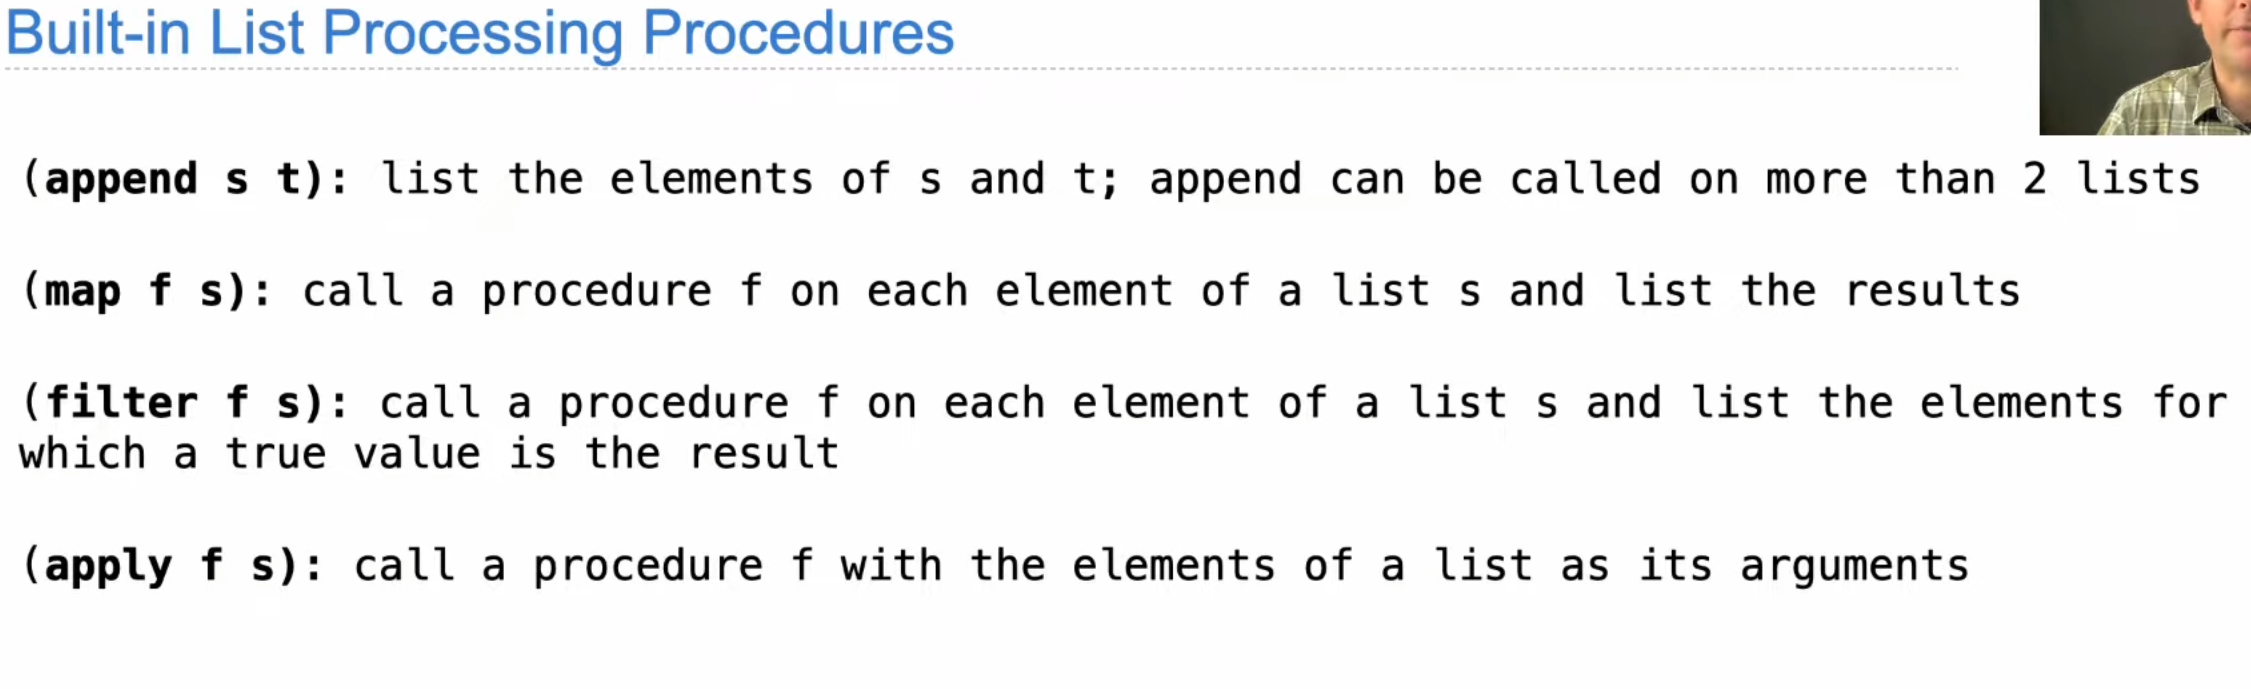 Built-in List Processing Procedures
(append s t): list the elements of s and t; append can be called on more than 2 lists
(map f s): call a procedure f on each element of a list s and list the results
(filter f s): call a procedure f on each element of a list s and list the elements for
which a true value is the result
(apply f s): call a procedure f with the elements of a list as its arguments